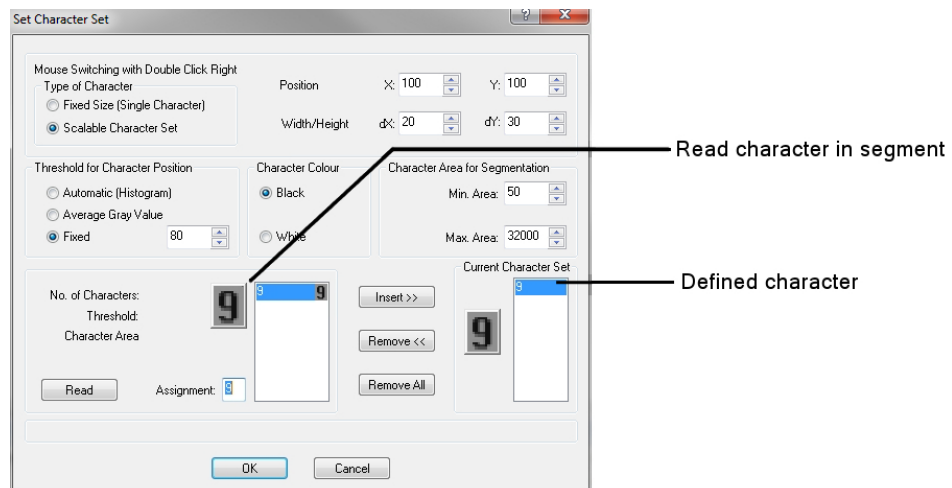 Set Character Set
Mouse Switching with Double Click Right
Type of Character
Fixed Size (Single Character)
Scalable Character Set
Position X: 100 Y: 100
Width/Height dX: 20 dY: 30
Read character in segment
Threshold for Character Position
Automatic (Histogram)
Average Gray Value
Fixed 80
Character Colour
Black
White
Character Area for Segmentation
Min. Area: 50
Max. Area: 32000
No. of Characters:
Threshold:
Character Area
9
9 9
Read
Assignment: 9
Insert >>
Remove <<
Remove All
Current Character Set
9
9
Defined character
OK Cancel